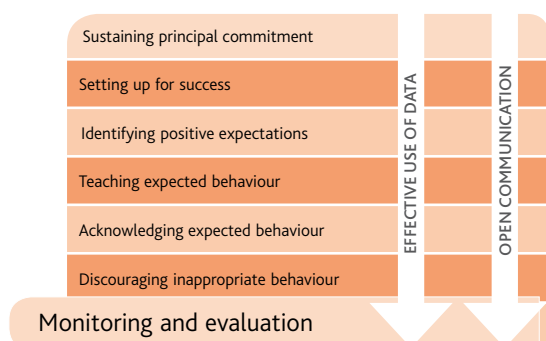 Sustaining principal commitment
Setting up for success
Identifying positive expectations
Teaching expected behaviour
Acknowledging expected behaviour
Discouraging inappropriate behaviour
Monitoring and evaluation
EFFECTIVE USE OF DATA
OPEN COMMUNICATION